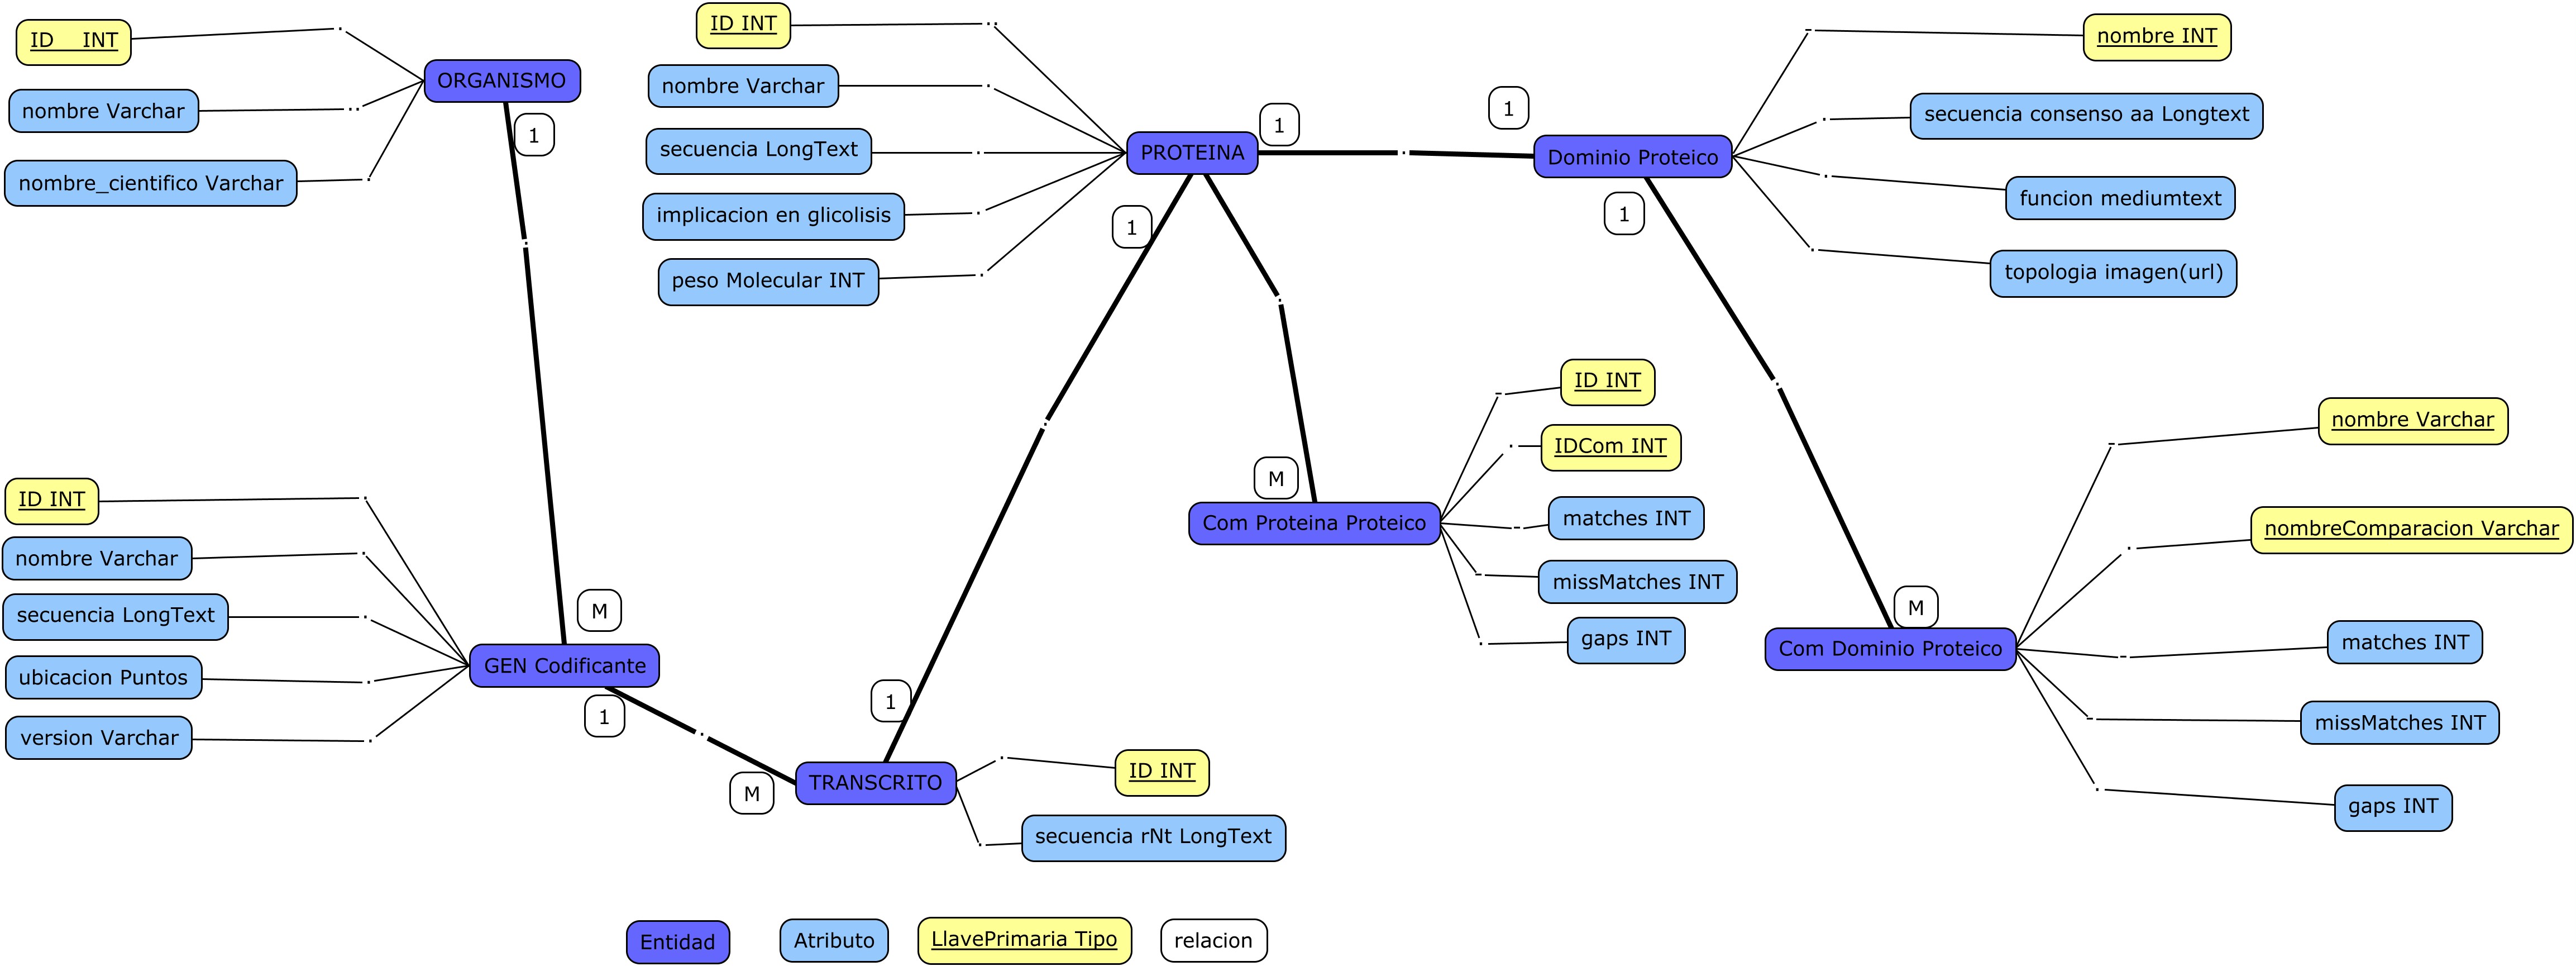 ID INT
nombre Varchar
nombre_cientifico Varchar
ORGANISMO
1
ID INT
nombre Varchar
secuencia LongText
implicacion en glicolisis
peso Molecular INT
PROTEINA
1
1
1
Dominio Proteico
1
nombre INT
secuencia consenso aa Longtext
funcion mediumtext
topologia imagen(url)
ID INT
nombre Varchar
secuencia LongText
ubicacion Puntos
version Varchar
M
GEN Codificante
1
M
1
TRANSCRITO
ID INT
secuencia rNt LongText
M
Com Proteina Proteico
ID INT
IDCom INT
matches INT
missMatches INT
gaps INT
M
Com Dominio Proteico
nombre Varchar
nombreComparacion Varchar
matches INT
missMatches INT
gaps INT
Entidad
Atributo
LlavePrimaria Tipo
relacion